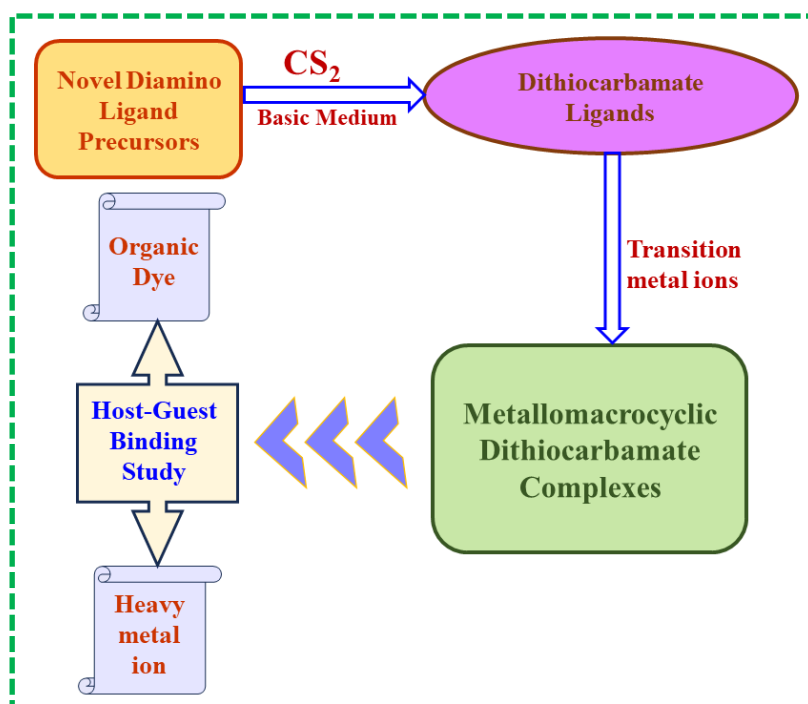 Novel Diamino
Ligand
Precursors
CS₂
Basic Medium
Dithiocarbamate
Ligands
Transition
metal ions
Metallomacrocyclic
Dithiocarbamate
Complexes
Host-Guest
Binding
Study
Organic
Dye
Heavy
metal
ion